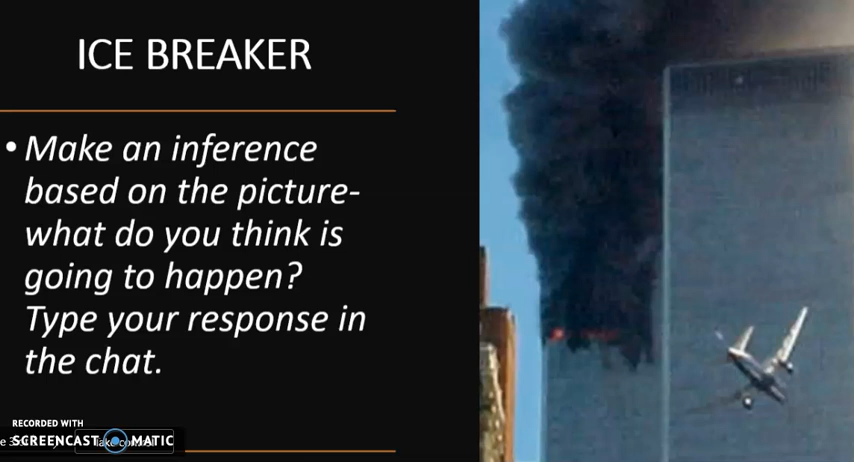 ICE BREAKER
• Make an inference
based on the picture-
what do you think is
going to happen?
Type your response in
the chat.
RECORDED WITH
SCREENCAST MATIC